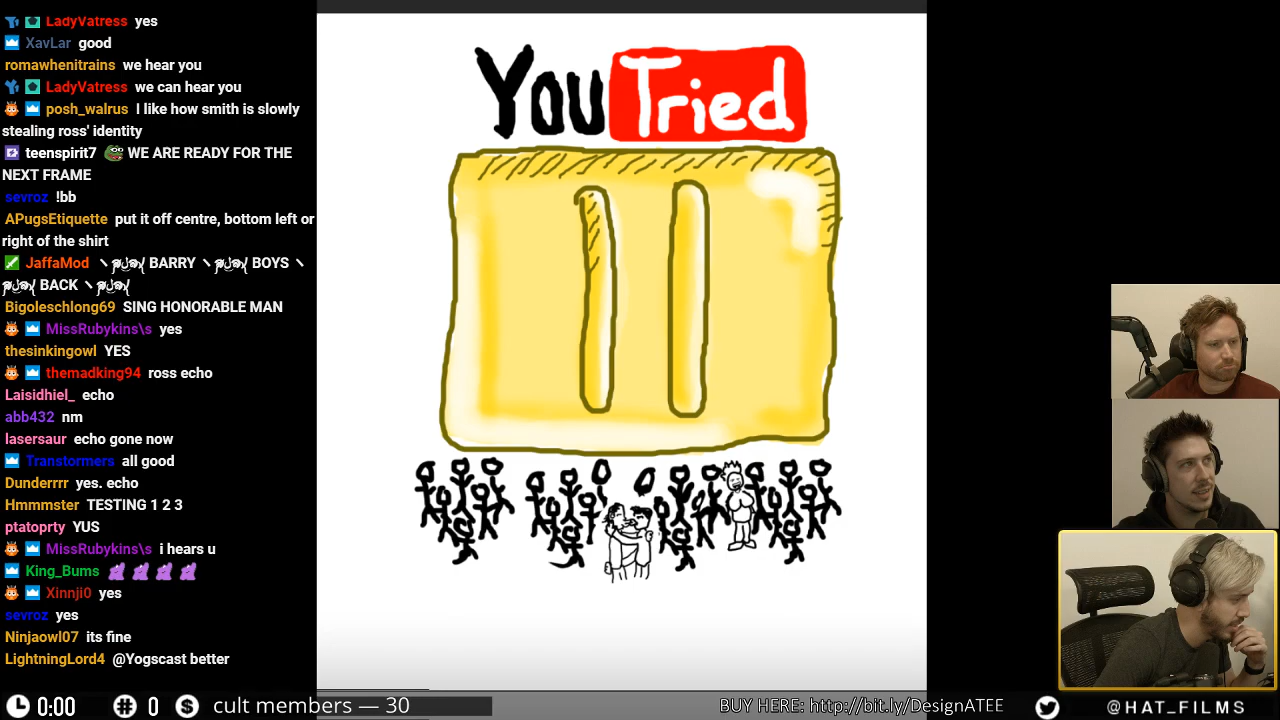 LadyVatress yes
XavLar good
romawhenitrains we hear you
LadyVatress we can hear you
posh_walrus I like how smith is slowly
stealing ross' identity
teenspirit7 WE ARE READY FOR THE
NEXT FRAME
sevroz !bb
APugsEtiquette put it off centre, bottom left or
right of the shirt
JaffaMod BARRY BOYS
BACK
Bigoleschlong69 SING HONORABLE MAN
MissRubykins\s yes
thesinkingowl YES
themadking94 ross echo
Laisidhiel_ echo
abb432 nm
lasersaur echo gone now
Transtormers all good
Dunderrrr yes. echo
Hmmmster TESTING 1 2 3
ptatoprty YUS
MissRubykins\s i hears u
King_Bums
Xinnji0 yes
sevroz yes
Ninjaowl07 its fine
LightningLord4 @Yogscast better
You Tried
0:00 # 0 $ cult members — 30
BUY HERE: http://bit.ly/DesignATEE
@HAT_FILMS